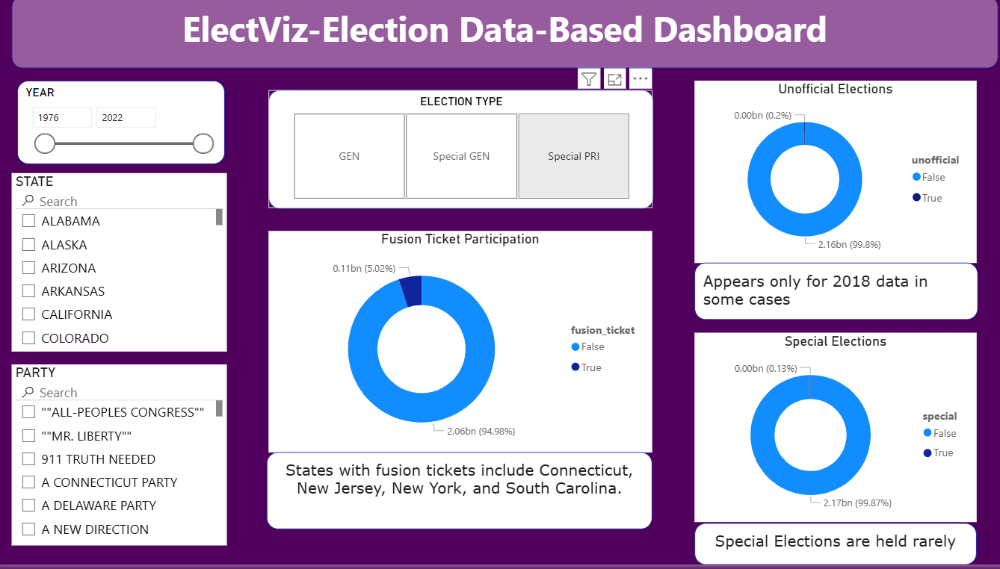 ElectViz-Election Data-Based Dashboard
YEAR
1976
2022
STATE
Search
ALABAMA
ALASKA
ARIZONA
ARKANSAS
CALIFORNIA
COLORADO
PARTY
Search
""ALL-PEOPLES CONGRESS""
""MR. LIBERTY""
911 TRUTH NEEDED
A CONNECTICUT PARTY
A DELAWARE PARTY
A NEW DIRECTION
ELECTION TYPE
GEN
Special GEN
Special PRI
Fusion Ticket Participation
0.11bn (5.02%)
2.06bn (94.98%)
fusion_ticket
False
True
States with fusion tickets include Connecticut,
New Jersey, New York, and South Carolina.
Unofficial Elections
0.00bn (0.2%)
2.16bn (99.8%)
unofficial
False
True
Appears only for 2018 data in
some cases
Special Elections
0.00bn (0.13%)
2.17bn (99.87%)
special
False
True
Special Elections are held rarely